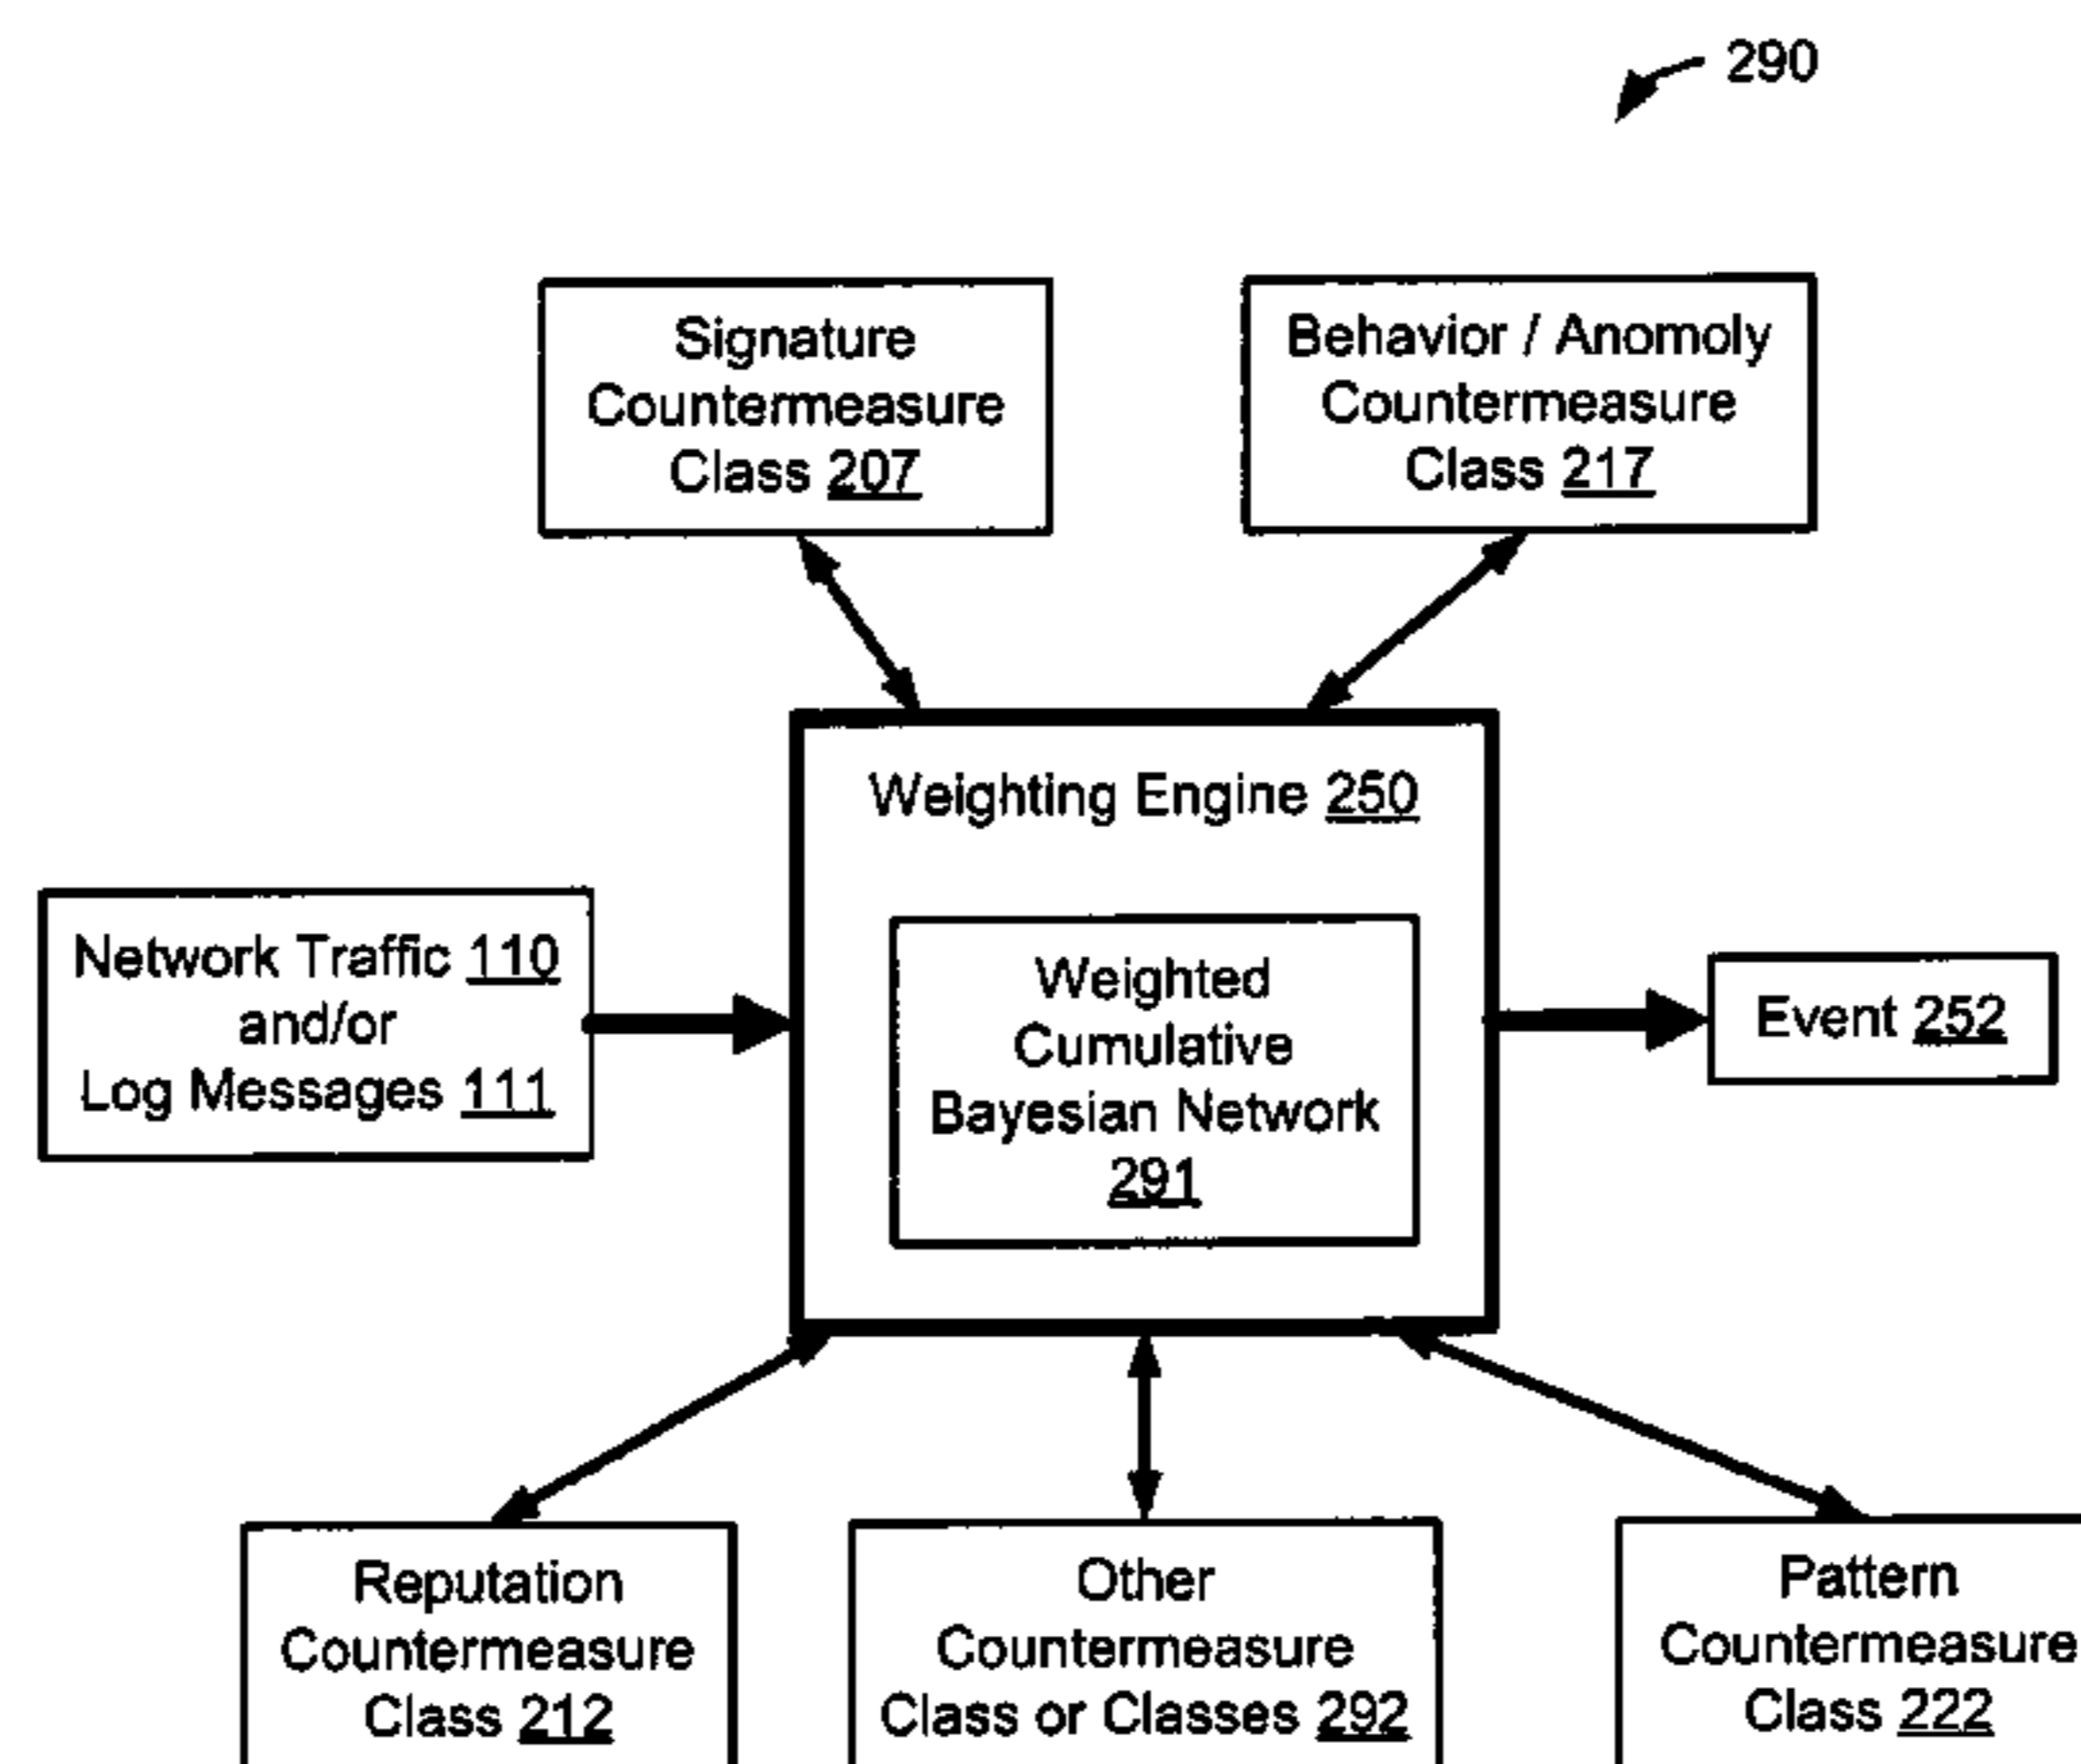 290
Signature
Countermeasure
Class 207
Behavior / Anomoly
Countermeasure
Class 217
Weighting Engine 250
Network Traffic 110
and/or
Log Messages 111
Weighted
Cumulative
Bayesian Network
291
Event 252
Reputation
Countermeasure
Class 212
Other
Countermeasure
Class or Classes 292
Pattern
Countermeasure
Class 222